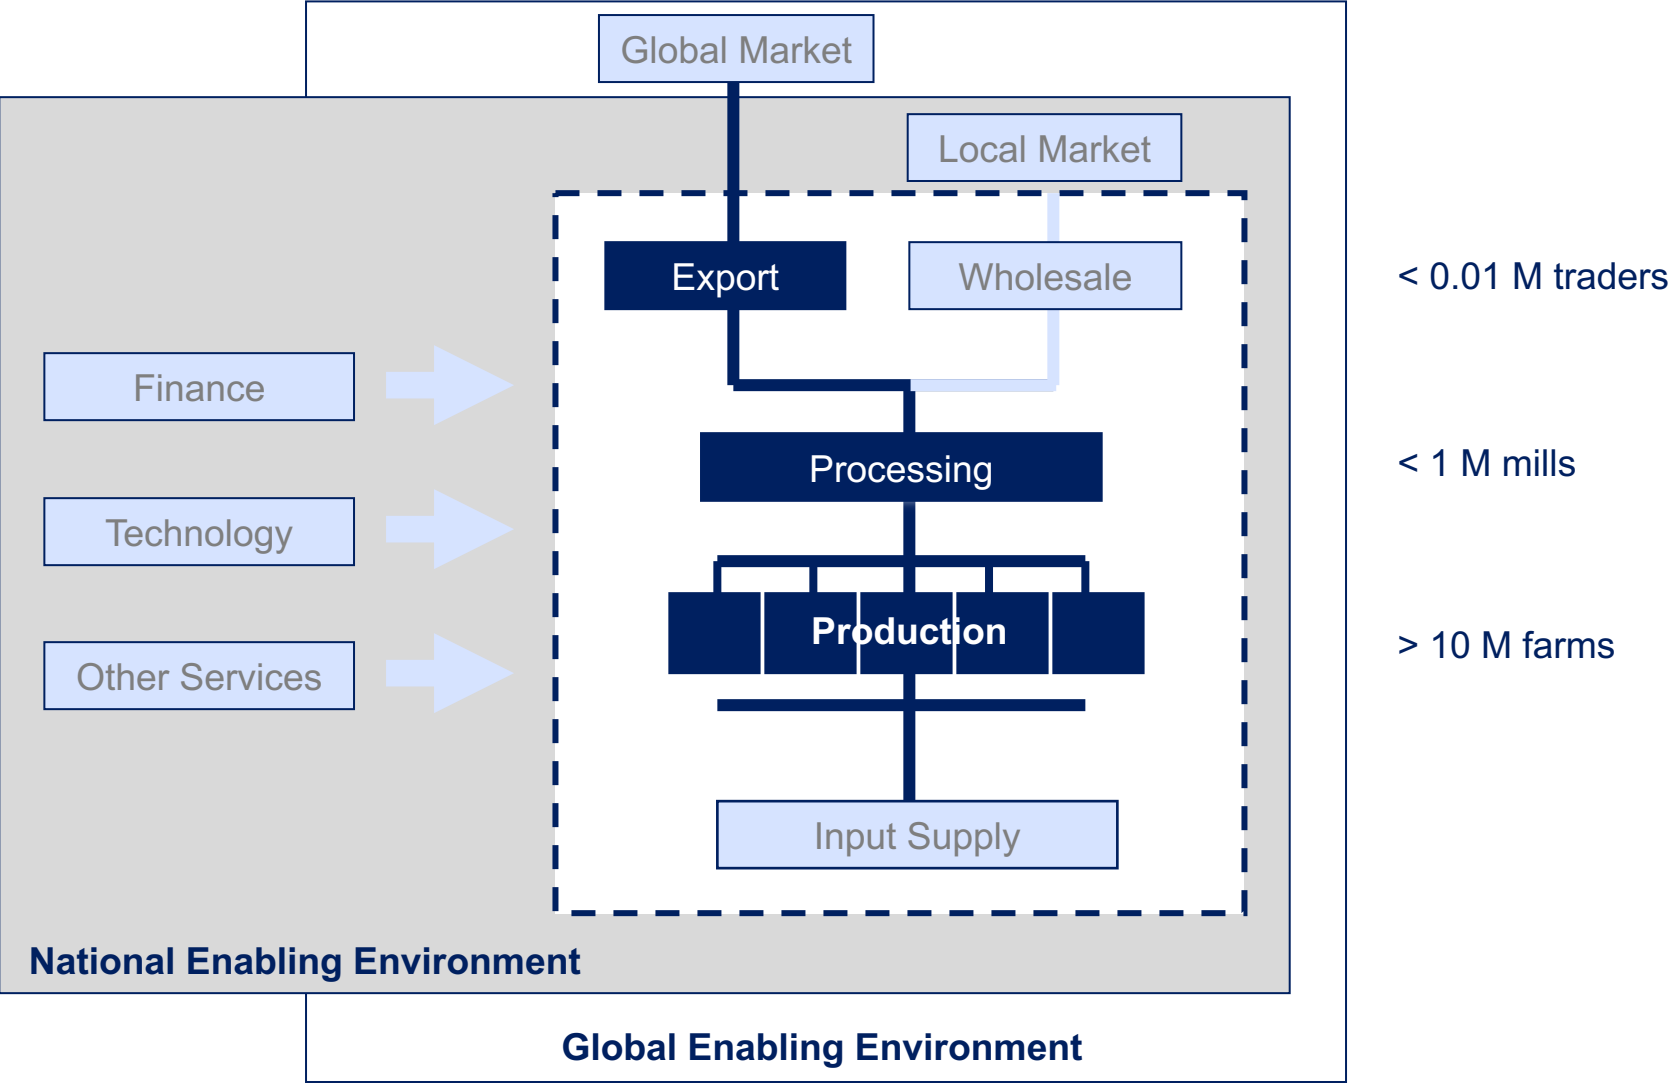 Global Market
Local Market
Export
Wholesale
< 0.01 M traders
Finance
Processing
< 1 M mills
Technology
Production
> 10 M farms
Other Services
Input Supply
National Enabling Environment
Global Enabling Environment